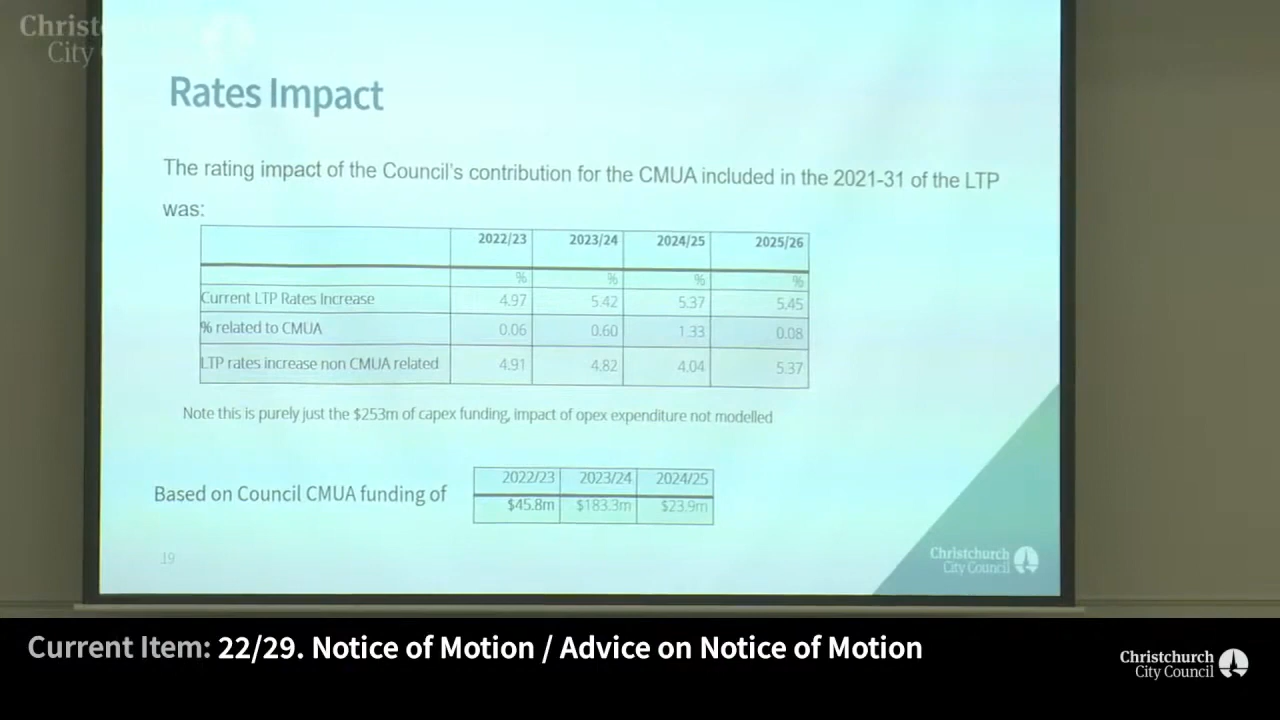 Christ
City C
Rates Impact
The rating impact of the Council's contribution for the CMUA included in the 2021-31 of the LTP
was:
2022/23 2023/24 2024/25 2025/26
% % % %
Current LTP Rates Increase 4.97 5.42 5.37 5.45
% related to CMUA 0.06 0.60 1.33 0.08
LTP rates increase non CMUA related 4.91 4.82 4.04 5.37
Note this is purely just the $253m of capex funding, impact of opex expenditure not modelled
2022/23 2023/24 2024/25
Based on Council CMUA funding of $45.8m $183.3m $23.9m
19
Christchurch
City Council
Current Item: 22/29. Notice of Motion / Advice on Notice of Motion
Christchurch
City Council